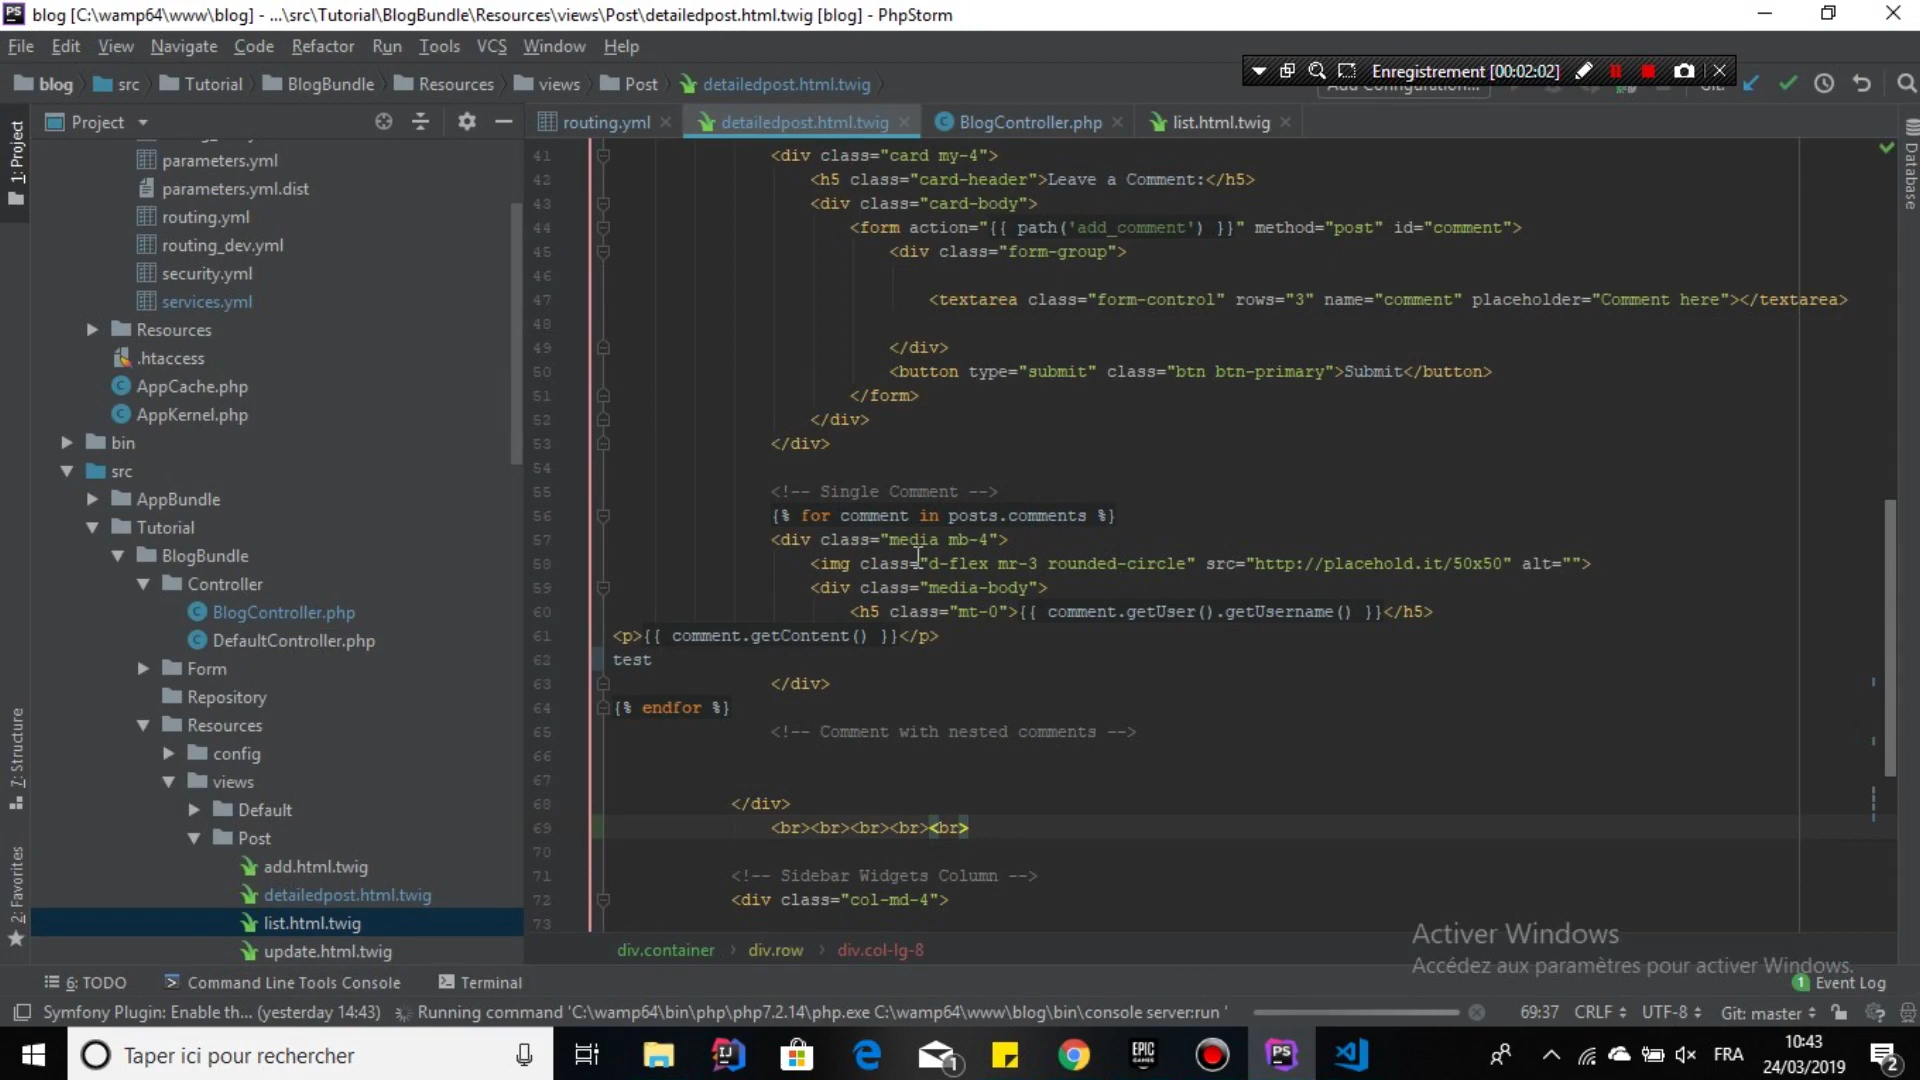 blog [C:\wamp64\www\blog] - ...\src\Tutorial\BlogBundle\Resources\views\Post\detailedpost.html.twig [blog] - PhpStorm
File Edit View Navigate Code Refactor Run Tools VCS Window Help
blog src Tutorial BlogBundle Resources views Post detailedpost.html.twig
Enregistrement [00:02:02]
Project
routing.yml detailedpost.html.twig BlogController.php list.html.twig
1: Project
7: Structure
2: Favorites
Database
parameters.yml
parameters.yml.dist
routing.yml
routing_dev.yml
security.yml
services.yml
Resources
.htaccess
AppCache.php
AppKernel.php
bin
src
AppBundle
Tutorial
BlogBundle
Controller
BlogController.php
DefaultController.php
Form
Repository
Resources
config
views
Default
Post
add.html.twig
detailedpost.html.twig
list.html.twig
update.html.twig
41 <div class="card my-4">
42 <h5 class="card-header">Leave a Comment:</h5>
43 <div class="card-body">
44 <form action="{{ path('add_comment') }}" method="post" id="comment">
45 <div class="form-group">
46
47 <textarea class="form-control" rows="3" name="comment" placeholder="Comment here"></textarea>
48
49 </div>
50 <button type="submit" class="btn btn-primary">Submit</button>
51 </form>
52 </div>
53 </div>
54
55 <!-- Single Comment -->
56 {% for comment in posts.comments %}
57 <div class="media mb-4">
58 <img class="d-flex mr-3 rounded-circle" src="http://placehold.it/50x50" alt="">
59 <div class="media-body">
60 <h5 class="mt-0">{{ comment.getUser().getUsername() }}</h5>
61 <p>{{ comment.getContent() }}</p>
62 test
63 </div>
64 {% endfor %}
65 <!-- Comment with nested comments -->
66
67
68 </div>
69 <br><br><br><br><br>
70
71 <!-- Sidebar Widgets Column -->
72 <div class="col-md-4">
73
div.container div.row div.col-lg-8
Activer Windows
Accédez aux paramètres pour activer Windows.
6: TODO Command Line Tools Console Terminal 1 Event Log
Symfony Plugin: Enable th... (yesterday 14:43) Running command 'C:\wamp64\bin\php\php7.2.14\php.exe C:\wamp64\www\blog\bin\console server:run ' 69:37 CRLF UTF-8 Git: master
Taper ici pour rechercher
1
EPIC
GAMES
PS
FRA
10:43
24/03/2019
2